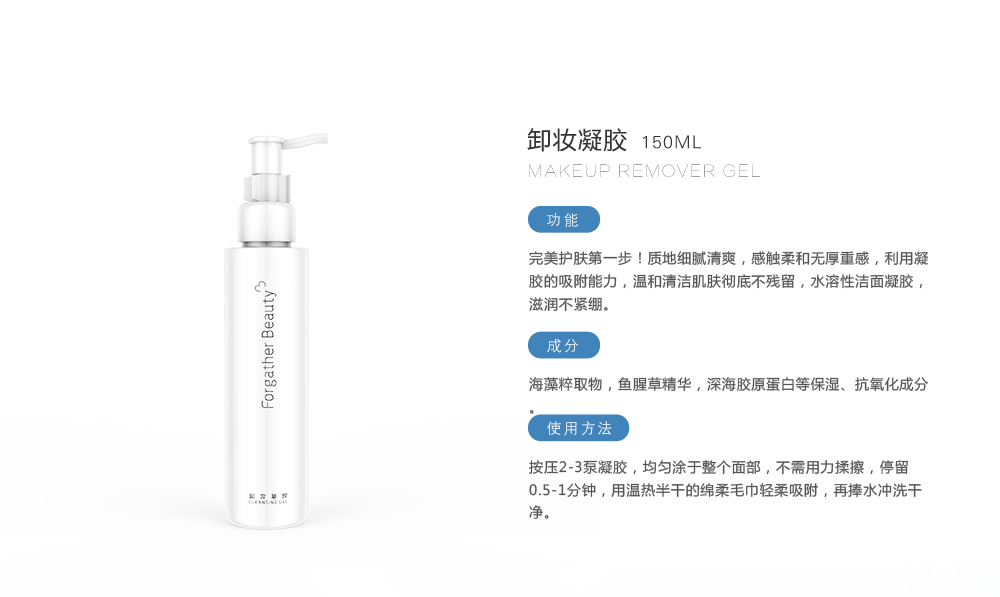 卸妆凝胶 150ML
MAKEUP REMOVER GEL
功能
完美护肤第一步！质地细腻清爽，感触柔和无厚重感，利用凝
胶的吸附能力，温和清洁肌肤彻底不残留，水溶性洁面凝胶，
滋润不紧绷。
成分
海藻粹取物，鱼腥草精华，深海胶原蛋白等保湿、抗氧化成分
。
使用方法
按压2-3泵凝胶，均匀涂于整个面部，不需用力揉擦，停留
0.5-1分钟，用温热半干的绵柔毛巾轻柔吸附，再捧水冲洗干
净。
Forgather Beauty
卸妆凝胶
CLEANSING GEL